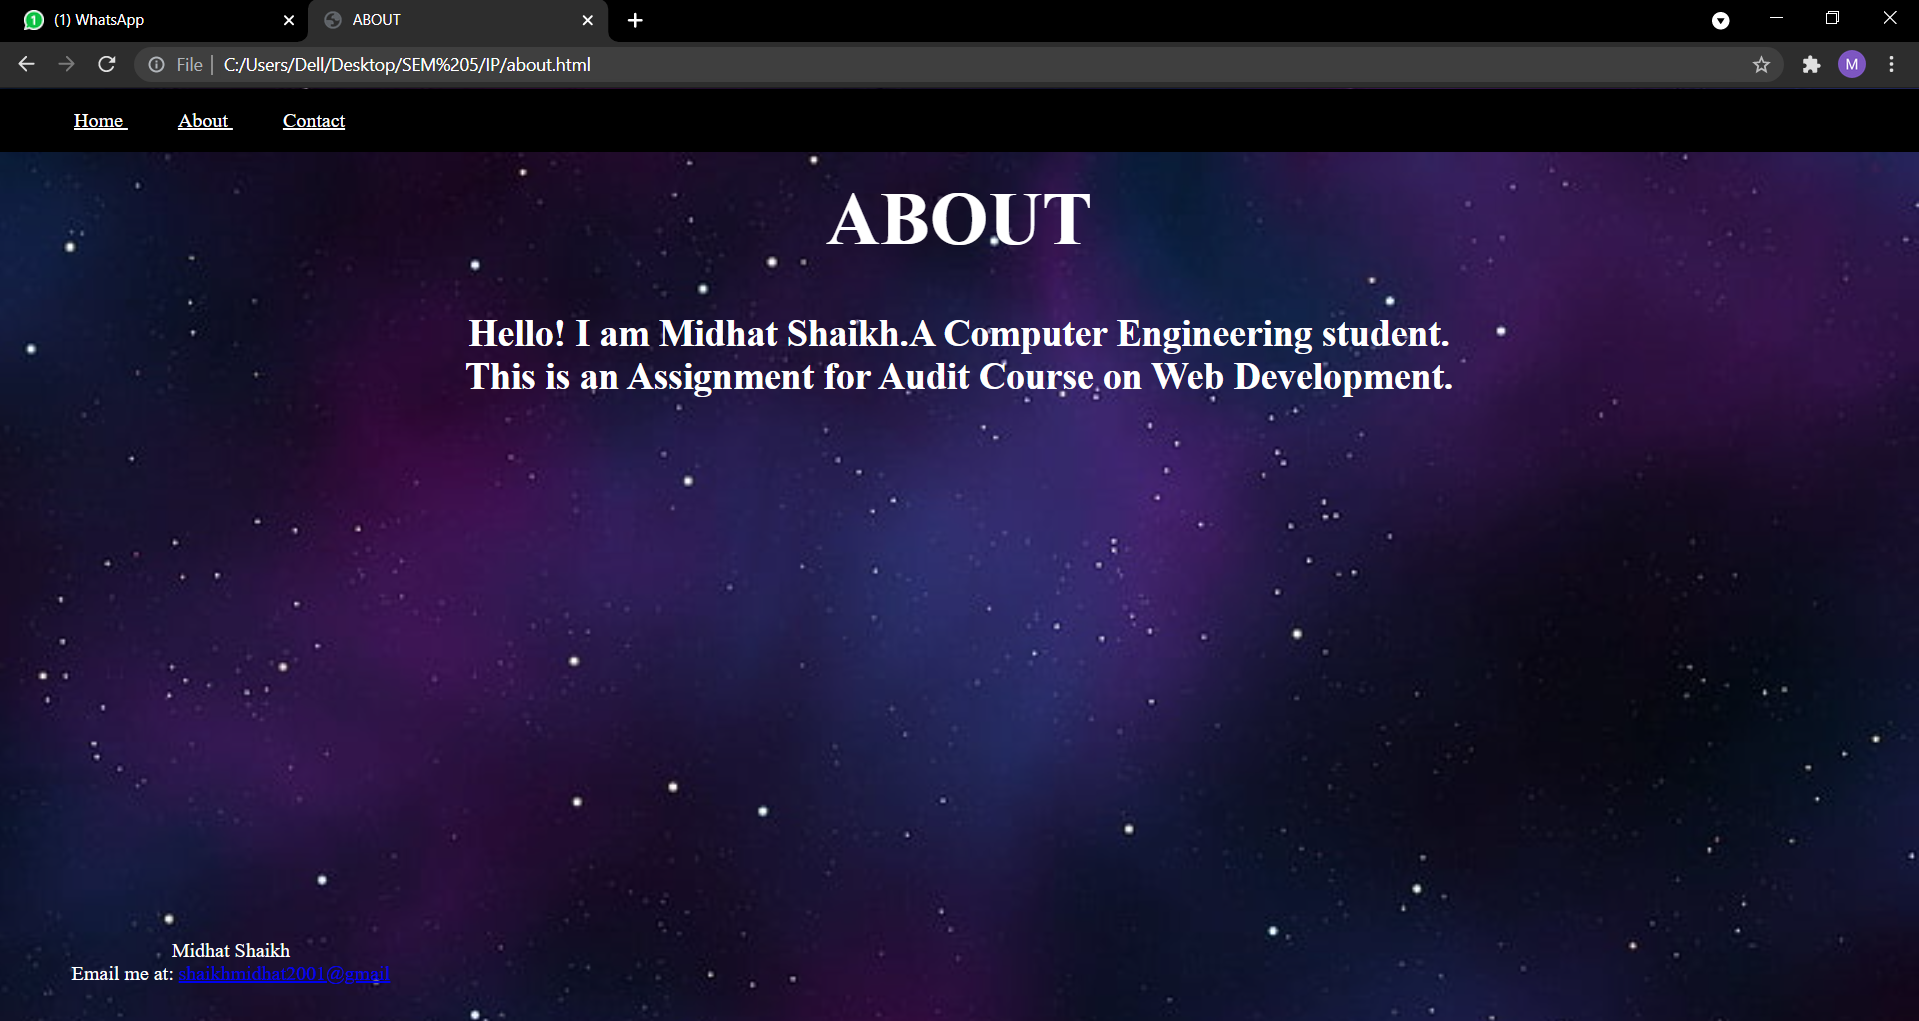 (1) WhatsApp
ABOUT
File
C:/Users/Dell/Desktop/SEM%205/IP/about.html
M
Home About Contact
ABOUT
Hello! I am Midhat Shaikh.A Computer Engineering student.
This is an Assignment for Audit Course on Web Development.
Midhat Shaikh
Email me at: shaikhmidhat2001@gmail